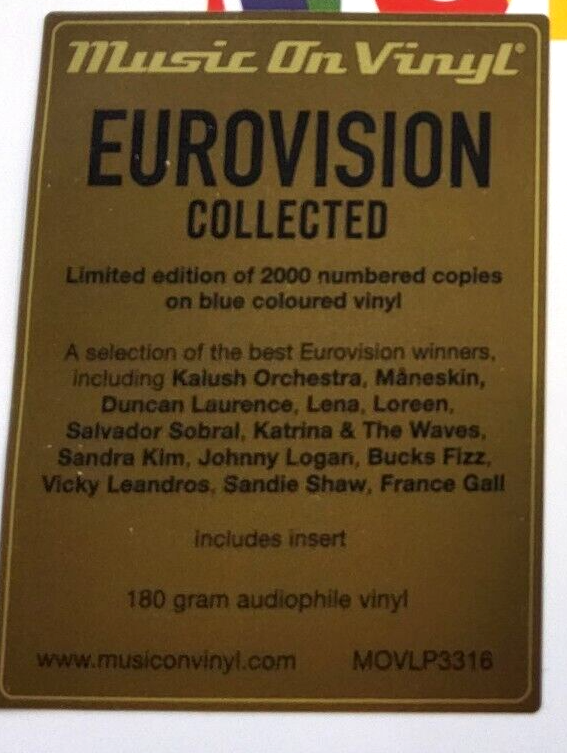 Music On Vinyl®
EUROVISION
COLLECTED
Limited edition of 2000 numbered copies
on blue coloured vinyl
A selection of the best Eurovision winners,
including Kalush Orchestra, Måneskin,
Duncan Laurence, Lena, Loreen,
Salvador Sobral, Katrina & The Waves,
Sandra Kim, Johnny Logan, Bucks Fizz,
Vicky Leandros, Sandie Shaw, France Gall
includes insert
180 gram audiophile vinyl
www.musiconvinyl.com MOVLP3316